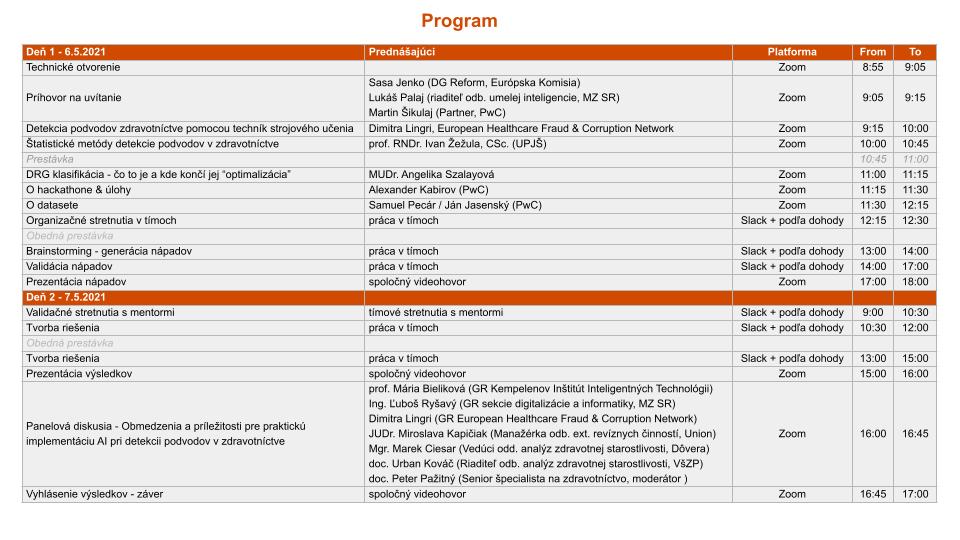 Program
Deň 1 - 6.5.2021 Prednášajúci Platforma From To
Technické otvorenie Zoom 8:55 9:05
Príhovor na uvítanie Sasa Jenko (DG Reform, Európska Komisia) Zoom 9:05 9:15
Lukáš Palaj (riaditeľ odb. umelej inteligencie, MZ SR)
Martin Šikulaj (Partner, PwC)
Detekcia podvodov zdravotníctve pomocou techník strojového učenia Dimitra Lingri, European Healthcare Fraud & Corruption Network Zoom 9:15 10:00
Štatistické metódy detekcie podvodov v zdravotníctve prof. RNDr. Ivan Žežula, CSc. (UPJŠ) Zoom 10:00 10:45
Prestávka 10:45 11:00
DRG klasifikácia - čo to je a kde končí jej “optimalizácia” MUDr. Angelika Szalayová Zoom 11:00 11:15
O hackathone & úlohy Alexander Kabirov (PwC) Zoom 11:15 11:30
O datasete Samuel Pecár / Ján Jasenský (PwC) Zoom 11:30 12:15
Organizačné stretnutia v tímoch práca v tímoch Slack + podľa dohody 12:15 12:30
Obedná prestávka
Brainstorming - generácia nápadov práca v tímoch Slack + podľa dohody 13:00 14:00
Validácia nápadov práca v tímoch Slack + podľa dohody 14:00 17:00
Prezentácia nápadov spoločný videohovor Zoom 17:00 18:00
Deň 2 - 7.5.2021
Validačné stretnutia s mentormi tímové stretnutia s mentormi Slack + podľa dohody 9:00 10:30
Tvorba riešenia práca v tímoch Slack + podľa dohody 10:30 12:00
Obedná prestávka
Tvorba riešenia práca v tímoch Slack + podľa dohody 13:00 15:00
Prezentácia výsledkov spoločný videohovor Zoom 15:00 16:00
Panelová diskusia - Obmedzenia a príležitosti pre praktickú
implementáciu AI pri detekcii podvodov v zdravotníctve
prof. Mária Bieliková (GR Kempelenov Inštitút Inteligentných Technológií)
Ing. Ľuboš Ryšavý (GR sekcie digitalizácie a informatiky, MZ SR)
Dimitra Lingri (GR European Healthcare Fraud & Corruption Network)
JUDr. Miroslava Kapičiak (Manažérka odb. ext. revíznych činností, Union)
Mgr. Marek Ciesar (Vedúci odd. analýz zdravotnej starostlivosti, Dôvera)
doc. Urban Kováč (Riaditeľ odb. analýz zdravotnej starostlivosti, VšZP)
doc. Peter Pažitný (Senior špecialista na zdravotníctvo, moderátor )
Zoom 16:00 16:45
Vyhlásenie výsledkov - záver spoločný videohovor Zoom 16:45 17:00